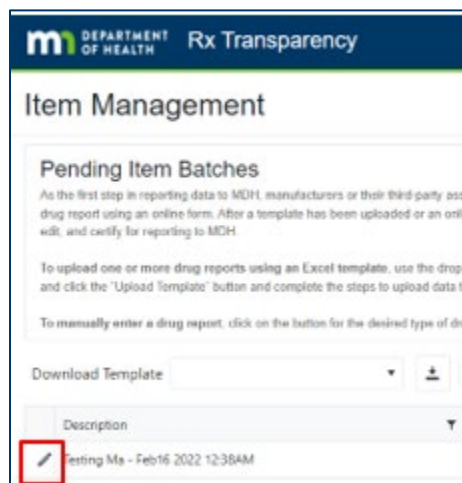 DEPARTMENT
OF HEALTH
Rx Transparency
Item Management
Pending Item Batches
As the first step in reporting data to MDH, manufacturers or their third party ass
drug report using an online form. After a template has been uploaded or an onli
edit, and certify for reporting to MDH.
To upload one or more drug reports using an Excel template, use the drop
and click the "Upload Template" button and complete the steps to upload data t
To manually enter a drug report, click on the button for the desired type of dr
Download Template
Description
Testing Ma - Feb16 2022 12:38AM